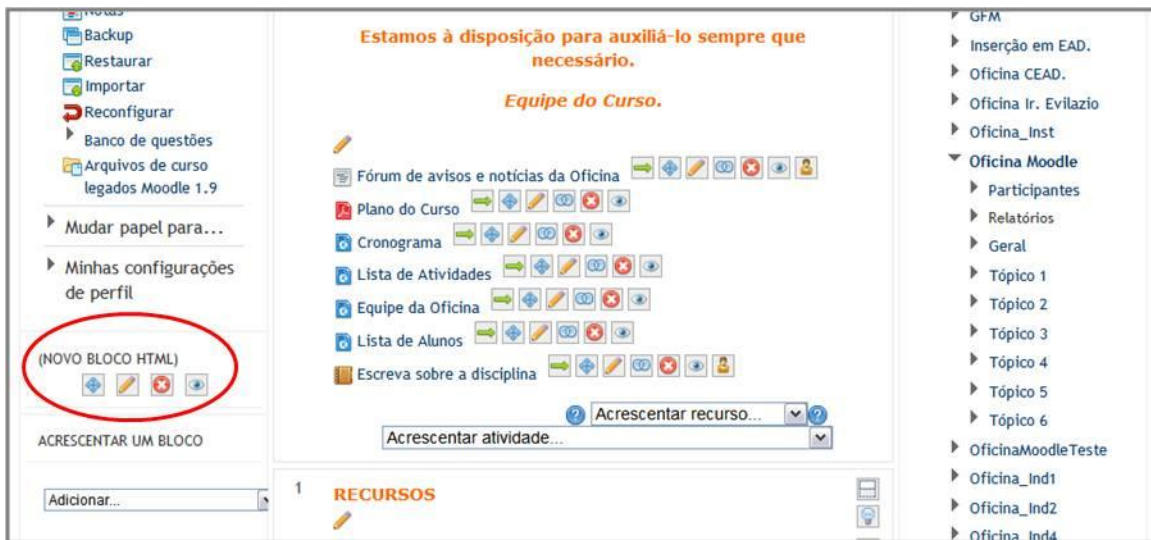 Notas
Backup
Restaurar
Importar
Reconfigurar
Banco de questões
Arquivos de curso
legados Moodle 1.9
Mudar papel para...
Minhas configurações
de perfil
(NOVO BLOCO HTML)
ACRESCENTAR UM BLOCO
Adicionar...
Estamos à disposição para auxiliá-lo sempre que
necessário.
Equipe do Curso.
Fórum de avisos e notícias da Oficina
Plano do Curso
Cronograma
Lista de Atividades
Equipe da Oficina
Lista de Alunos
Escreva sobre a disciplina
Acrescentar recurso...
Acrescentar atividade...
1 RECURSOS
GFM
Inserção em EAD.
Oficina CEAD.
Oficina Ir. Evilazio
Oficina_Inst
Oficina Moodle
Participantes
Relatórios
Geral
Tópico 1
Tópico 2
Tópico 3
Tópico 4
Tópico 5
Tópico 6
OficinaMoodleTeste
Oficina_Ind1
Oficina_Ind2
Oficina_Ind4